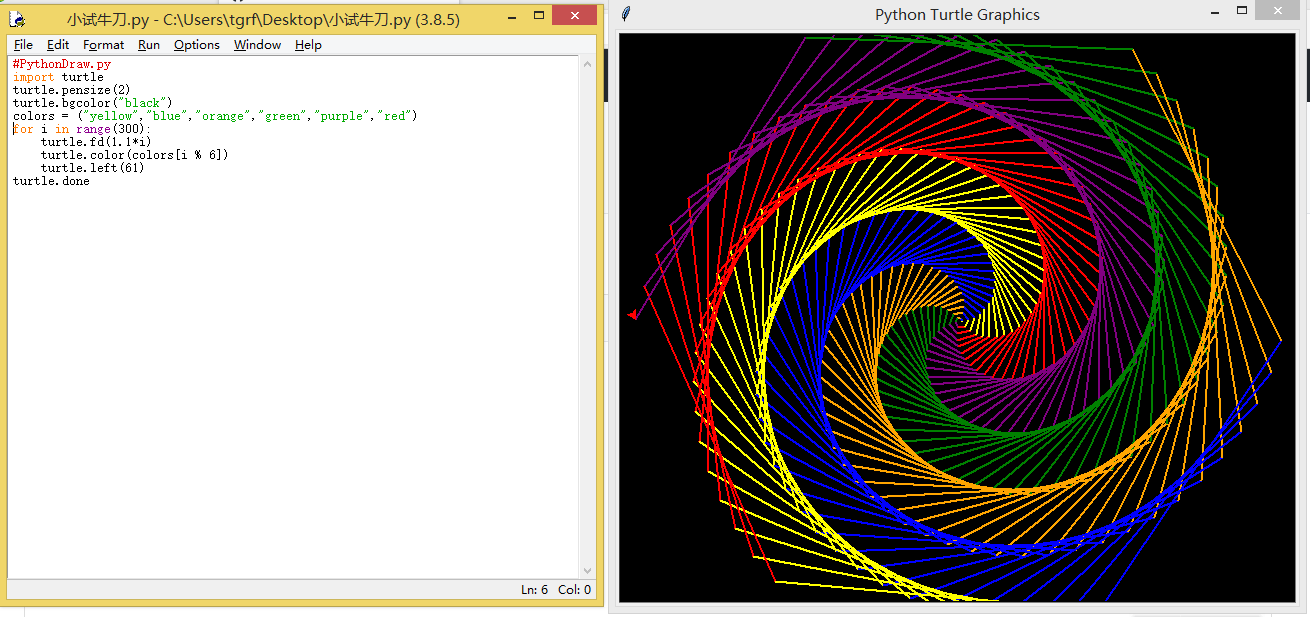 小试牛刀.py - C:\Users\tgrf\Desktop\小试牛刀.py (3.8.5)
File Edit Format Run Options Window Help
#PythonDraw.py
import turtle
turtle.pensize(2)
turtle.bgcolor("black")
colors = ("yellow","blue","orange","green","purple","red")
for i in range(300):
    turtle.fd(1.1*i)
    turtle.color(colors[i % 6])
    turtle.left(61)
turtle.done
Ln: 6 Col: 0
Python Turtle Graphics